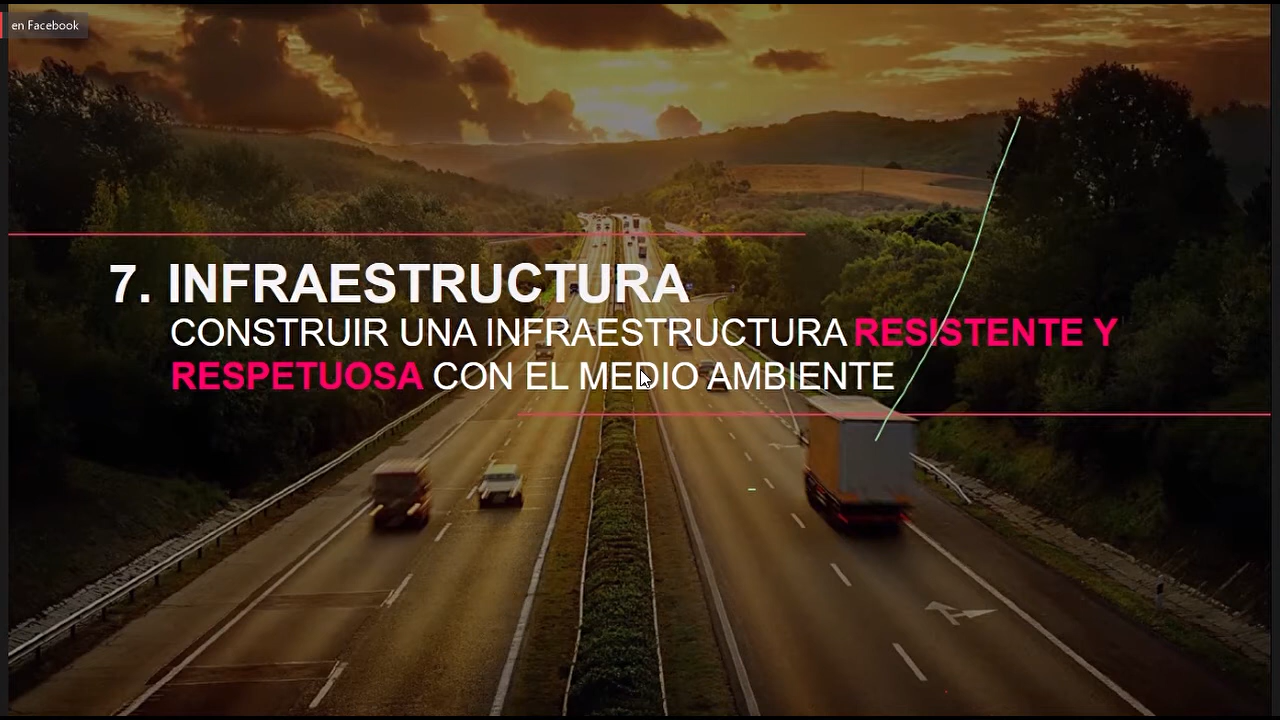 en Facebook
7. INFRAESTRUCTURA
CONSTRUIR UNA INFRAESTRUCTURA RESISTENTE Y
RESPETUOSA CON EL MEDIO AMBIENTE